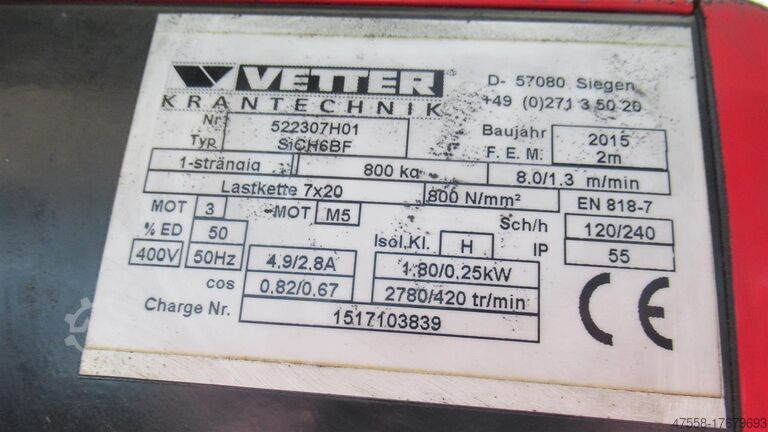 VETTER
KRANTECHNIK
D- 57080 Siegen
+49 (0)271 3 50 20
Nr 522307H01 Baujahr 2015
Typ SiCH6BF F. E. M. 2m
1-strängig 800 kg 8.0/1.3 m/min
Lastkette 7x20 800 N/mm² EN 818-7
MOT 3 MOT M5 Sch/h 120/240
% ED 50 Isol.Kl. H IP 55
400V 50Hz 4.9/2.8A 1.80/0.25kW
cos 0.82/0.67 2780/420 tr/min
Charge Nr. 1517103839
CE
47558-17679693